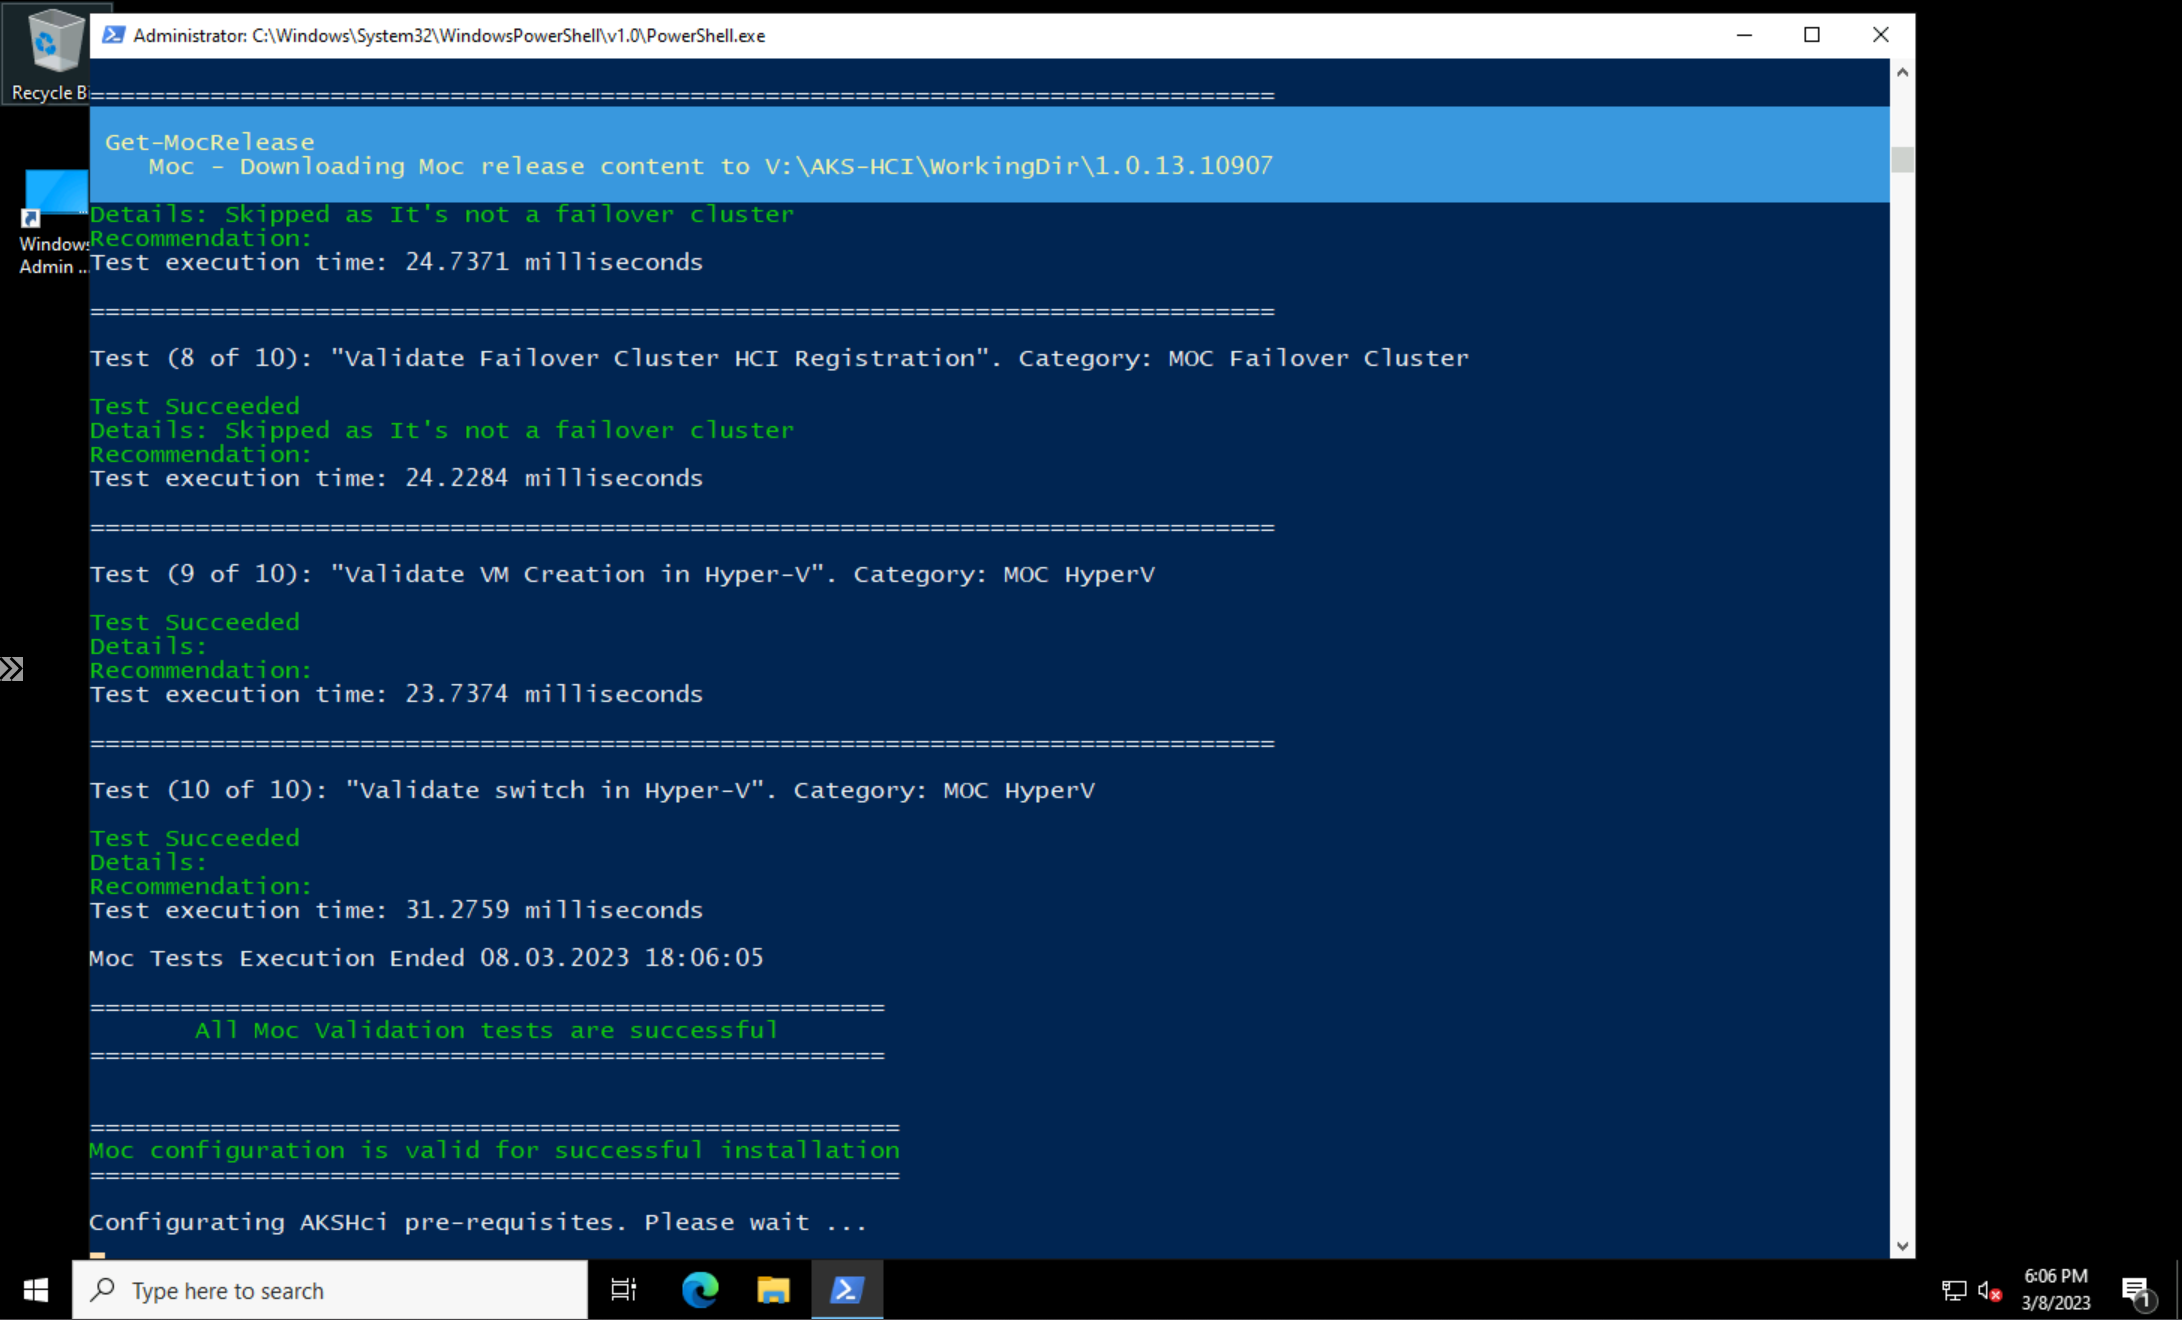 Recycle B
Administrator: C:\Windows\System32\WindowsPowerShell\v1.0\PowerShell.exe
===============================================================================
Get-MocRelease
Moc - Downloading Moc release content to V:\AKS-HCI\WorkingDir\1.0.13.10907
Windows
Admin ...
Details: Skipped as It's not a failover cluster
Recommendation:
Test execution time: 24.7371 milliseconds
===============================================================================
Test (8 of 10): "Validate Failover Cluster HCI Registration". Category: MOC Failover Cluster
Test Succeeded
Details: Skipped as It's not a failover cluster
Recommendation:
Test execution time: 24.2284 milliseconds
===============================================================================
Test (9 of 10): "Validate VM Creation in Hyper-V". Category: MOC HyperV
Test Succeeded
Details:
Recommendation:
Test execution time: 23.7374 milliseconds
===============================================================================
Test (10 of 10): "Validate switch in Hyper-V". Category: MOC HyperV
Test Succeeded
Details:
Recommendation:
Test execution time: 31.2759 milliseconds
Moc Tests Execution Ended 08.03.2023 18:06:05
=====================================================
All Moc Validation tests are successful
=====================================================
======================================================
Moc configuration is valid for successful installation
======================================================
Configurating AKSHci pre-requisites. Please wait ...
Type here to search
6:06 PM
3/8/2023
1